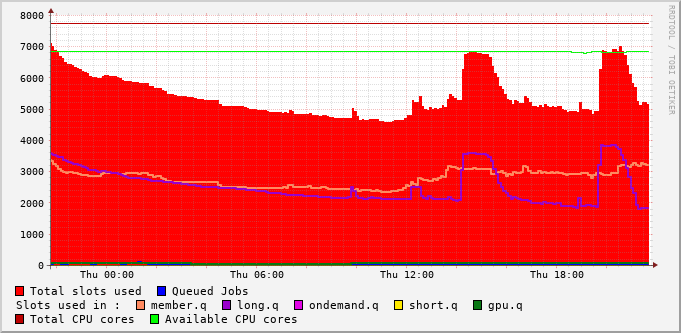 8000
7000
6000
5000
4000
3000
2000
1000
0
Thu 00:00 Thu 06:00 Thu 12:00 Thu 18:00
RRDTOOL / TOBI OETIKER
Total slots used Queued Jobs
Slots used in : member.q long.q ondemand.q short.q gpu.q
Total CPU cores Available CPU cores